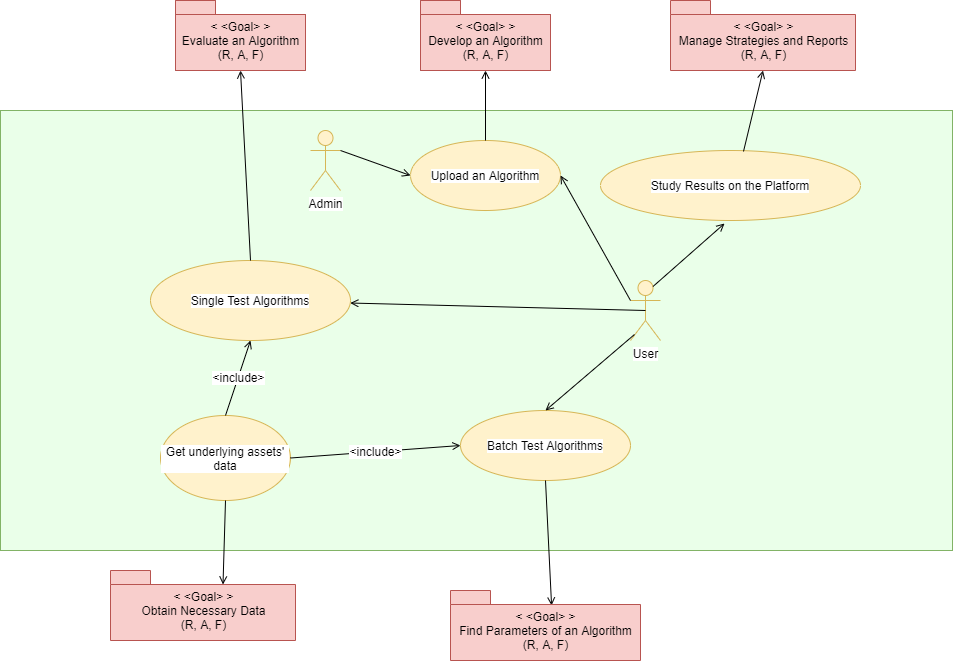 < <Goal> >
Evaluate an Algorithm
(R, A, F)
< <Goal> >
Develop an Algorithm
(R, A, F)
< <Goal> >
Manage Strategies and Reports
(R, A, F)
Admin
Upload an Algorithm
Study Results on the Platform
Single Test Algorithms
User
<include>
Get underlying assets'
data
<include>
Batch Test Algorithms
< <Goal> >
Obtain Necessary Data
(R, A, F)
< <Goal> >
Find Parameters of an Algorithm
(R, A, F)